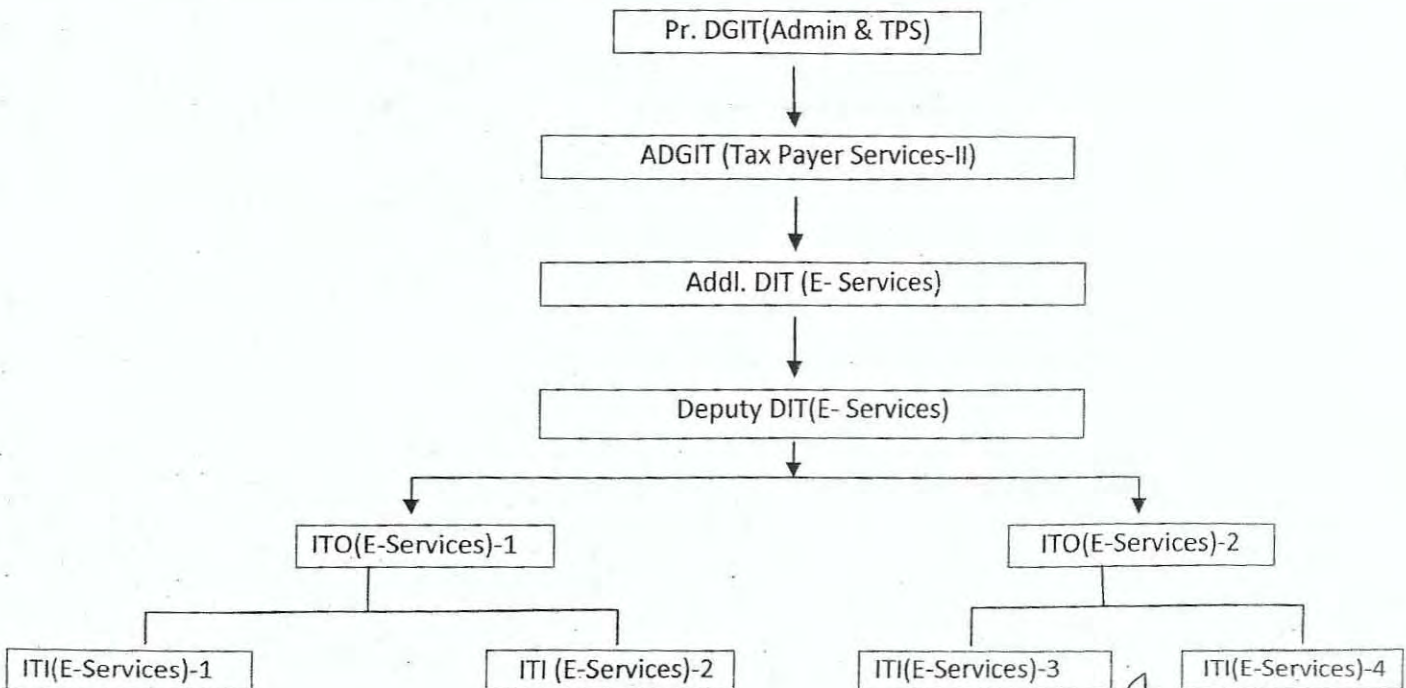 Pr. DGIT(Admin & TPS)
ADGIT (Tax Payer Services-II)
Addl. DIT (E- Services)
Deputy DIT(E- Services)
ITO(E-Services)-1
ITO(E-Services)-2
ITI(E-Services)-1
ITI (E-Services)-2
ITI(E-Services)-3
ITI(E-Services)-4